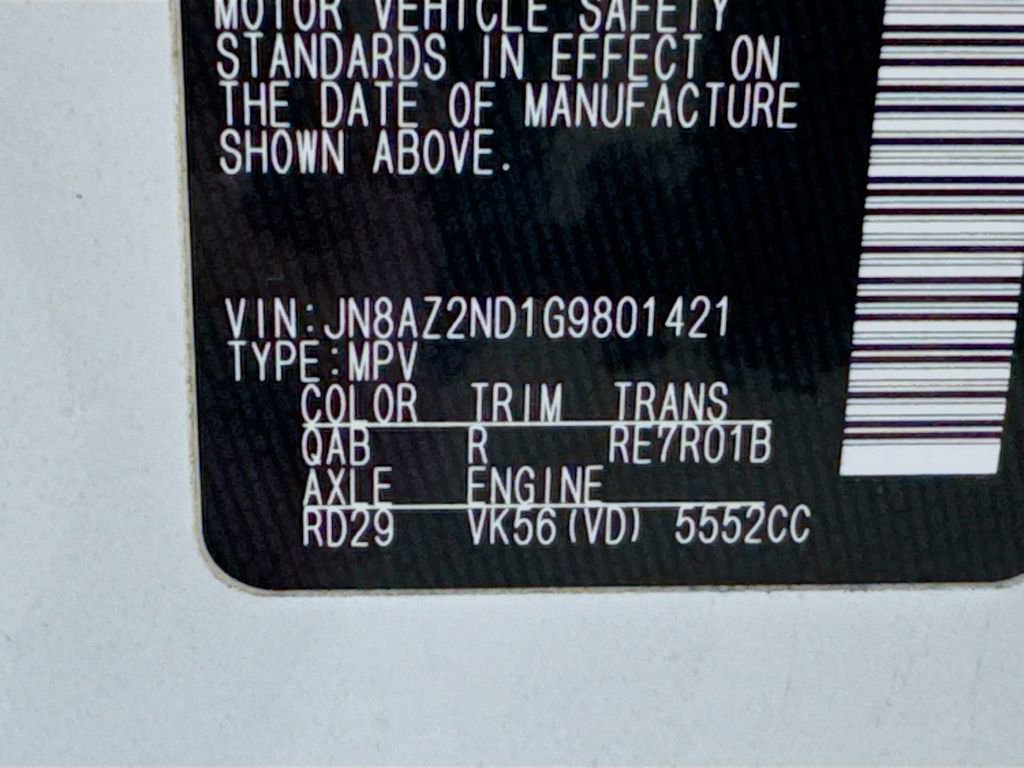 MOTOR VEHICLE SAFETY
STANDARDS IN EFFECT ON
THE DATE OF MANUFACTURE
SHOWN ABOVE.
VIN:JN8AZ2ND1G9801421
TYPE:MPV
COLOR TRIM TRANS
QAB R RE7R01B
AXLE ENGINE
RD29 VK56(VD) 5552CC